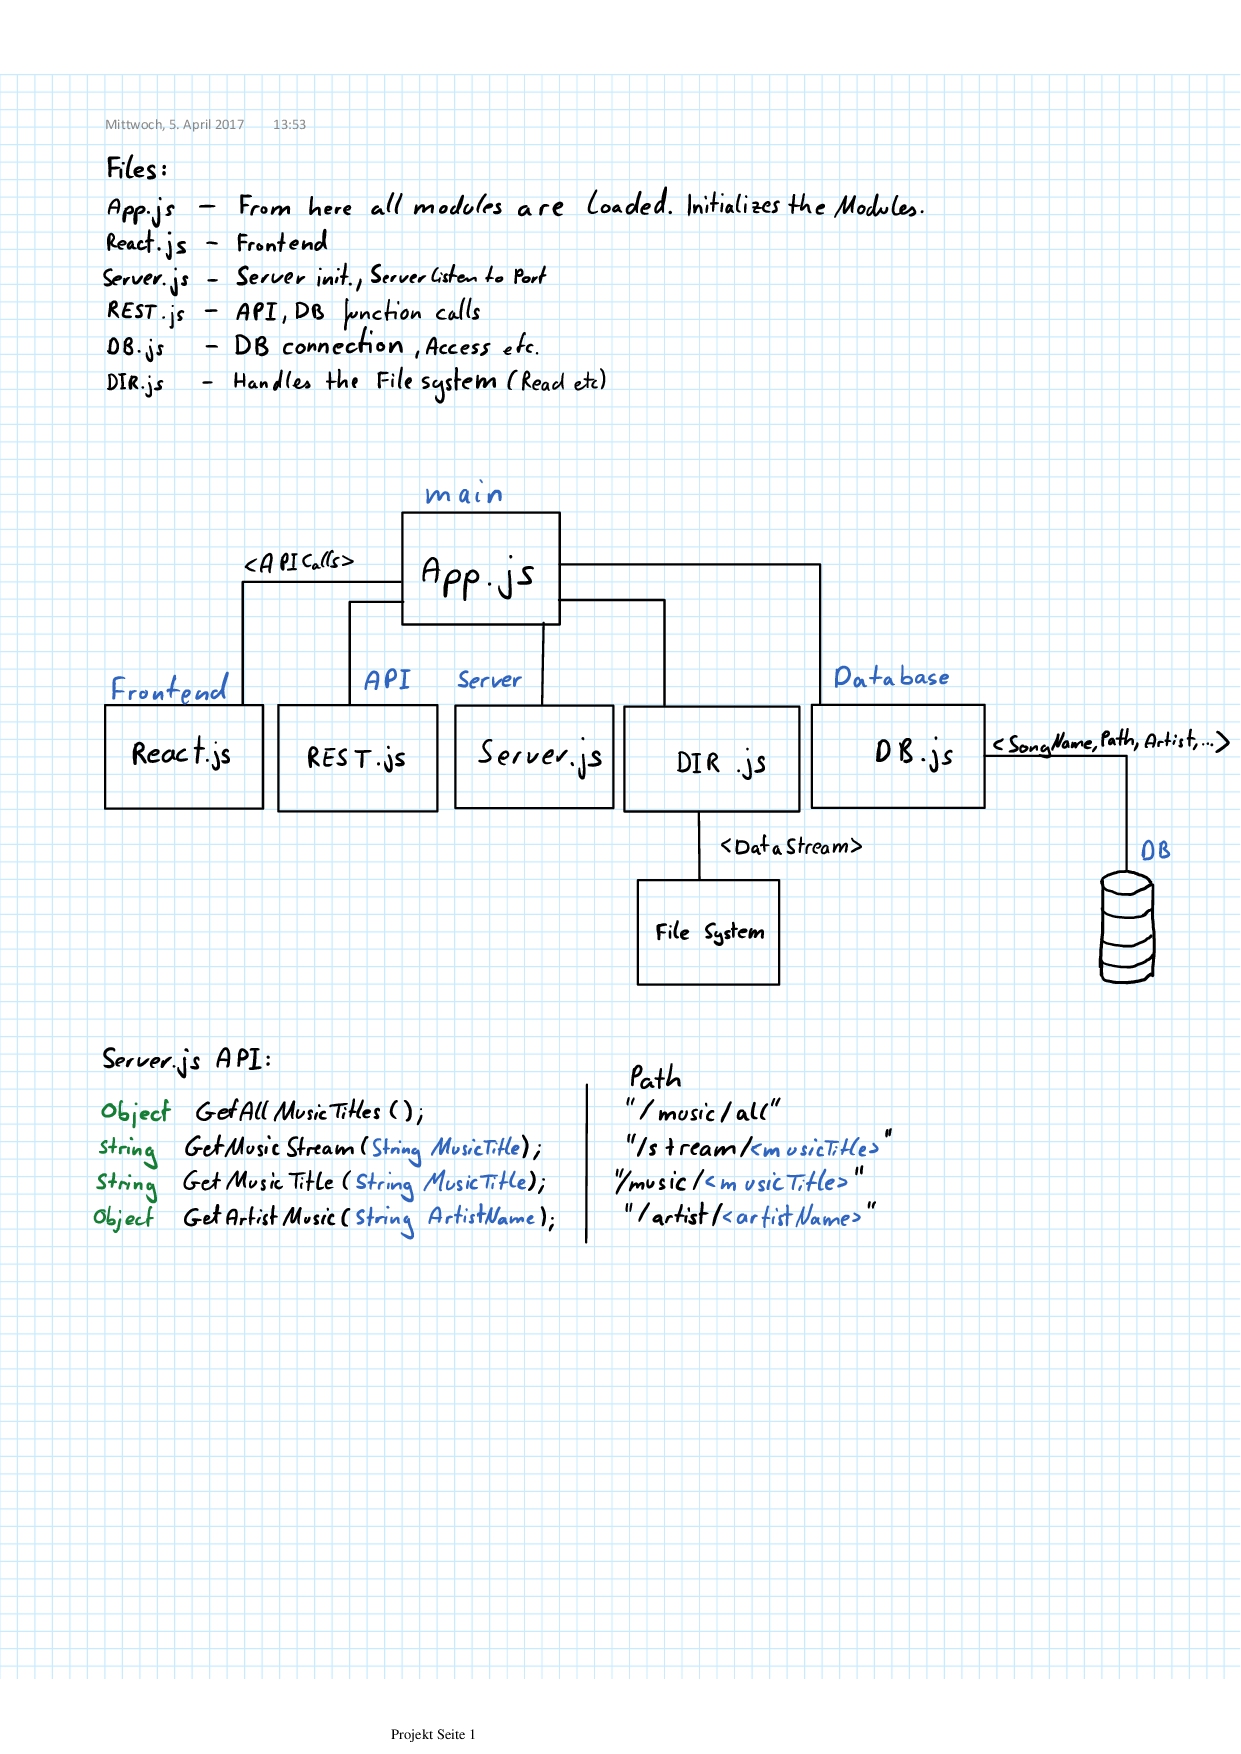 Mittwoch, 5. April 2017 13:53
Files:
App.js – From here all modules are Loaded. Initializes the Modules.
React.js – Frontend
Server.js – Server init., Server Listen to Port
REST.js – API, DB function calls
DB.js – DB connection, Access etc.
DIR.js – Handles the File system (Read etc)
main
<API Calls>
App.js
Frontend API Server Database
React.js REST.js Server.js DIR.js DB.js <SongName, Path, Artist,...>
<DataStream>
DB
File System
Server.js API:
Path
Object GetAllMusicTitles(); "/music/all"
String GetMusicStream(String MusicTitle); "/stream/<musicTitle>"
String GetMusicTitle(String MusicTitle); "/music/<musicTitle>"
Object GetArtistMusic(String ArtistName); "/artist/<artistName>"
Projekt Seite 1